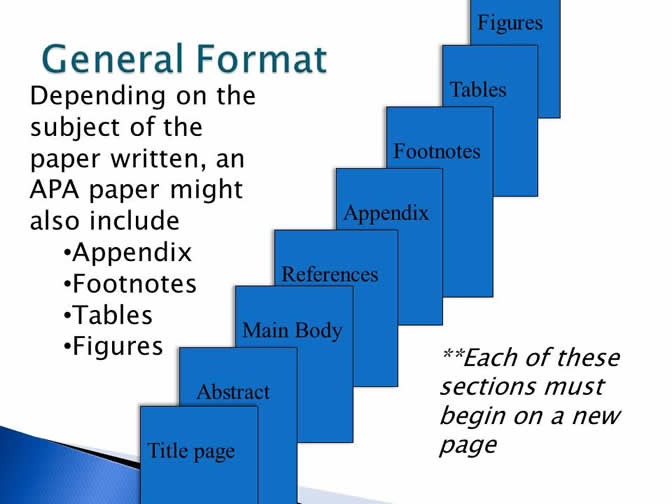 General Format
Depending on the
subject of the
paper written, an
APA paper might
also include
•Appendix
•Footnotes
•Tables
•Figures
Figures
Tables
Footnotes
Appendix
References
Main Body
Abstract
Title page
**Each of these
sections must
begin on a new
page